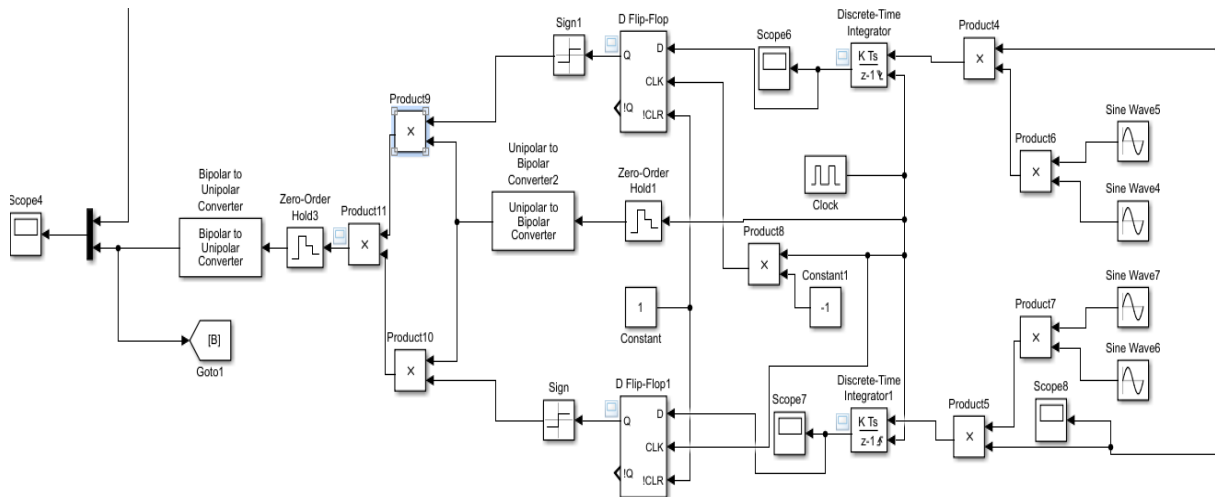 Scope4
Bipolar to
Unipolar
Converter
Bipolar to
Unipolar
Converter
Zero-Order
Hold3
Product11
X
[B]
Goto1
Product9
X
Product10
X
Sign1
Unipolar to
Bipolar
Converter2
Unipolar to
Bipolar
Converter
Sign
D Flip-Flop
Q
D
CLK
!Q
!CLR
Zero-Order
Hold1
1
Constant
D Flip-Flop1
Q
D
CLK
!Q
!CLR
Scope6
Discrete-Time
Integrator
K Ts
z-1
Clock
Product8
X
Constant1
-1
Scope7
Discrete-Time
Integrator1
K Ts
z-1
Product4
X
Product6
X
Sine Wave5
Sine Wave4
Product7
X
Sine Wave7
Sine Wave6
Product5
X
Scope8